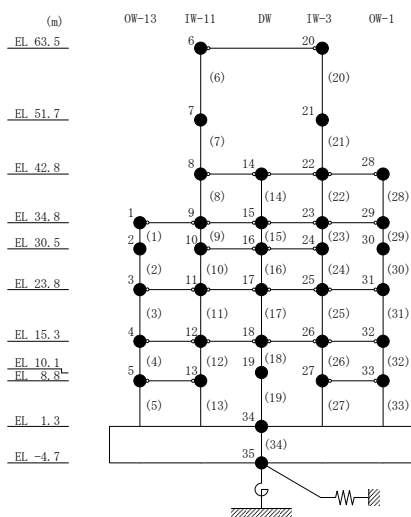 (m) OW-13 IW-11 DW IW-3 OW-1
EL 63.5 6 20
(6) (20)
EL 51.7 7 21
(7) (21)
EL 42.8 8 14 22 28
(8) (14) (22) (28)
EL 34.8 1 9 15 23 29
(1) (9) (15) (23) (29)
EL 30.5 2 10 16 24 30
(2) (10) (16) (24) (30)
EL 23.8 3 11 17 25 31
(3) (11) (17) (25) (31)
EL 15.3 4 12 18 26 32
(4) (12) (18) (26) (32)
EL 10.1 19
EL 8.8 5 13 27 33
(5) (13) (19) (27) (33)
EL 1.3 34
(34)
EL -4.7 35